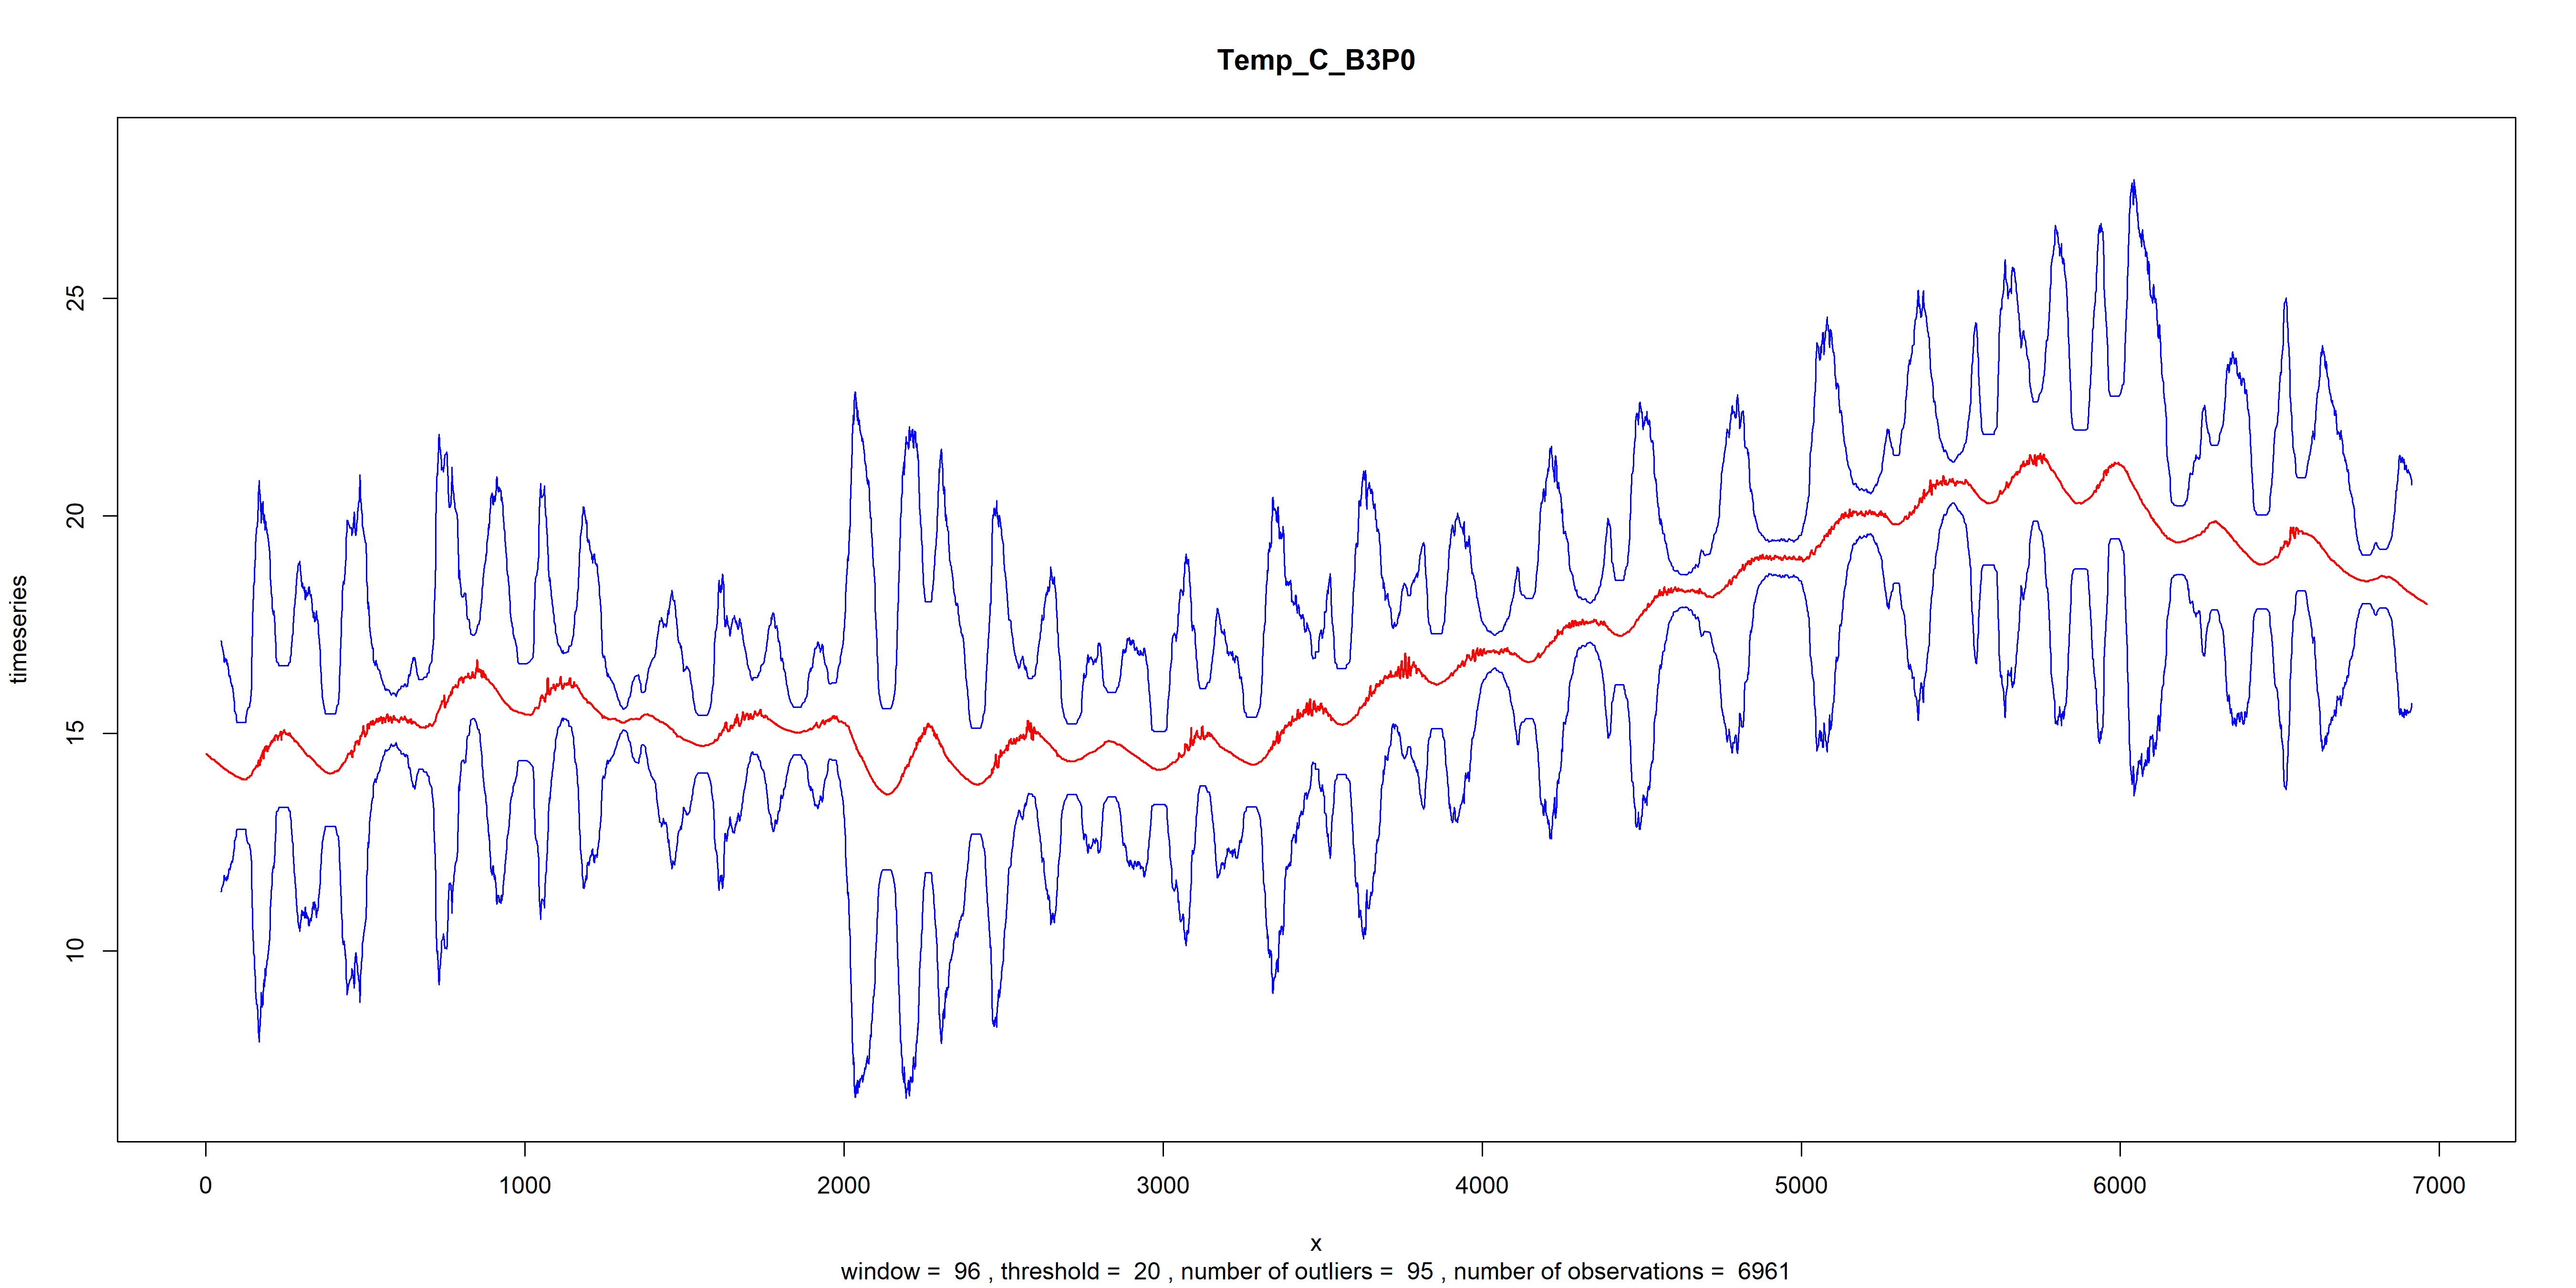 Temp_C_B3P0
timeseries
25
20
15
10
0 1000 2000 3000 4000 5000 6000 7000
x
window =  96 , threshold =  20 , number of outliers =  95 , number of observations =  6961